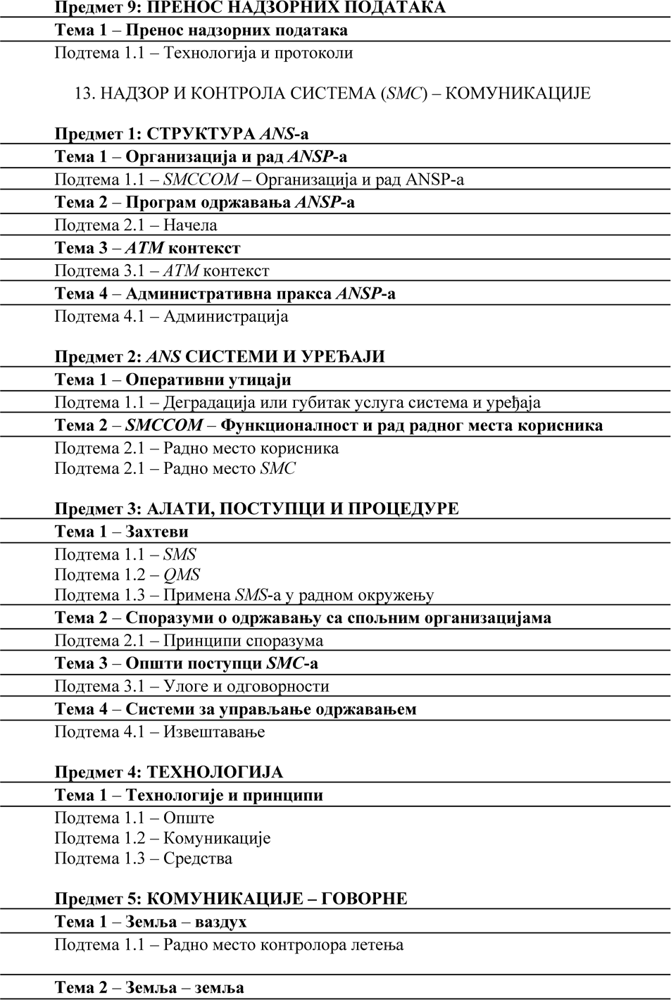 Предмет 9: ПРЕНОС НАДЗОРНИХ ПОДАТАКА
Тема 1 – Пренос надзорних података
Подтема 1.1 – Технологија и протоколи
13. НАДЗОР И КОНТРОЛА СИСТЕМА (SMC) – КОМУНИКАЦИЈЕ
Предмет 1: СТРУКТУРА ANS-а
Тема 1 – Организација и рад ANSP-а
Подтема 1.1 – SMCCOM – Организација и рад ANSP-а
Тема 2 – Програм одржавања ANSP-а
Подтема 2.1 – Начела
Тема 3 – ATM контекст
Подтема 3.1 – ATM контекст
Тема 4 – Административна пракса ANSP-а
Подтема 4.1 – Администрација
Предмет 2: ANS СИСТЕМИ И УРЕЂАЈИ
Тема 1 – Оперативни утицаји
Подтема 1.1 – Деградација или губитак услуга система и уређаја
Тема 2 – SMCCOM – Функционалност и рад радног места корисника
Подтема 2.1 – Радно место корисника
Подтема 2.1 – Радно место SMC
Предмет 3: АЛАТИ, ПОСТУПЦИ И ПРОЦЕДУРЕ
Тема 1 – Захтеви
Подтема 1.1 – SMS
Подтема 1.2 – QMS
Подтема 1.3 – Примена SMS-а у радном окружењу
Тема 2 – Споразуми о одржавању са спољним организацијама
Подтема 2.1 – Принципи споразума
Тема 3 – Општи поступци SMC-а
Подтема 3.1 – Улоге и одговорности
Тема 4 – Системи за управљање одржавањем
Подтема 4.1 – Извештавање
Предмет 4: ТЕХНОЛОГИЈА
Тема 1 – Технологије и принципи
Подтема 1.1 – Опште
Подтема 1.2 – Комуникације
Подтема 1.3 – Средства
Предмет 5: КОМУНИКАЦИЈЕ – ГОВОРНЕ
Тема 1 – Земља – ваздух
Подтема 1.1 – Радно место контролора летења
Тема 2 – Земља – земља